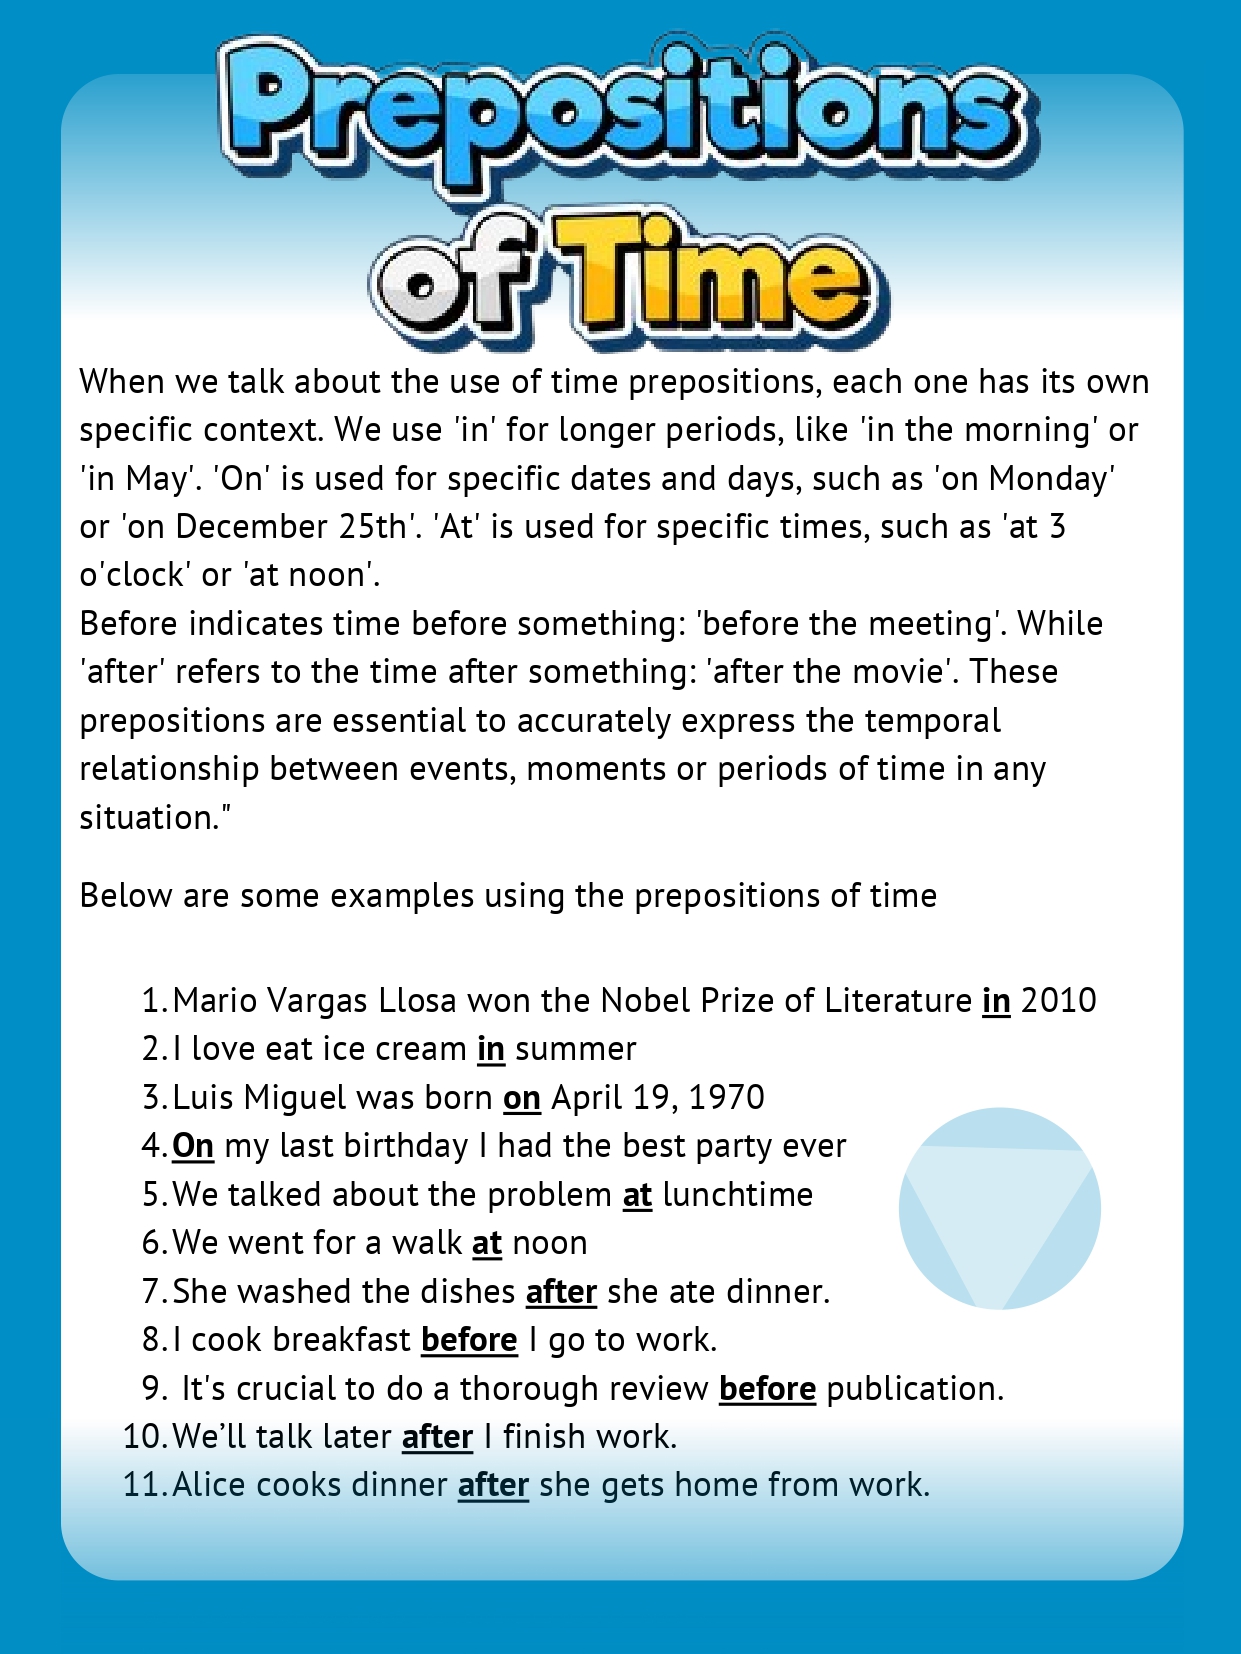 Prepositions
of Time
When we talk about the use of time prepositions, each one has its own
specific context. We use 'in' for longer periods, like 'in the morning' or
'in May'. 'On' is used for specific dates and days, such as 'on Monday'
or 'on December 25th'. 'At' is used for specific times, such as 'at 3
o'clock' or 'at noon'.
Before indicates time before something: 'before the meeting'. While
'after' refers to the time after something: 'after the movie'. These
prepositions are essential to accurately express the temporal
relationship between events, moments or periods of time in any
situation."
Below are some examples using the prepositions of time
1. Mario Vargas Llosa won the Nobel Prize of Literature in 2010
2. I love eat ice cream in summer
3. Luis Miguel was born on April 19, 1970
4. On my last birthday I had the best party ever
5. We talked about the problem at lunchtime
6. We went for a walk at noon
7. She washed the dishes after she ate dinner.
8. I cook breakfast before I go to work.
9. It's crucial to do a thorough review before publication.
10. We’ll talk later after I finish work.
11. Alice cooks dinner after she gets home from work.